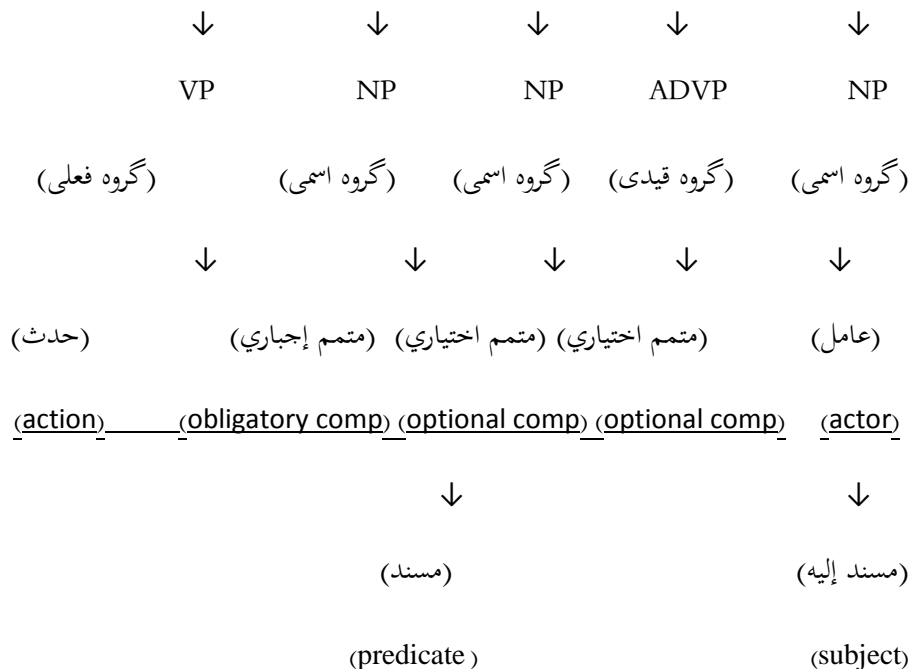 ↓ ↓ ↓ ↓ ↓
VP NP NP ADVP NP
(گروه اسمی) (گروه قیدی) (گروه اسمی) (گروه اسمی) (گروه فعلی)
↓ ↓ ↓ ↓ ↓
(عامل) (متمم اختياري) (متمم اختياري) (متمم إجباري) (حدث)
(action) (obligatory comp) (optional comp) (optional comp) (actor)
↓ ↓
(مسند إليه) (مسند)
(predicate ) (subject)